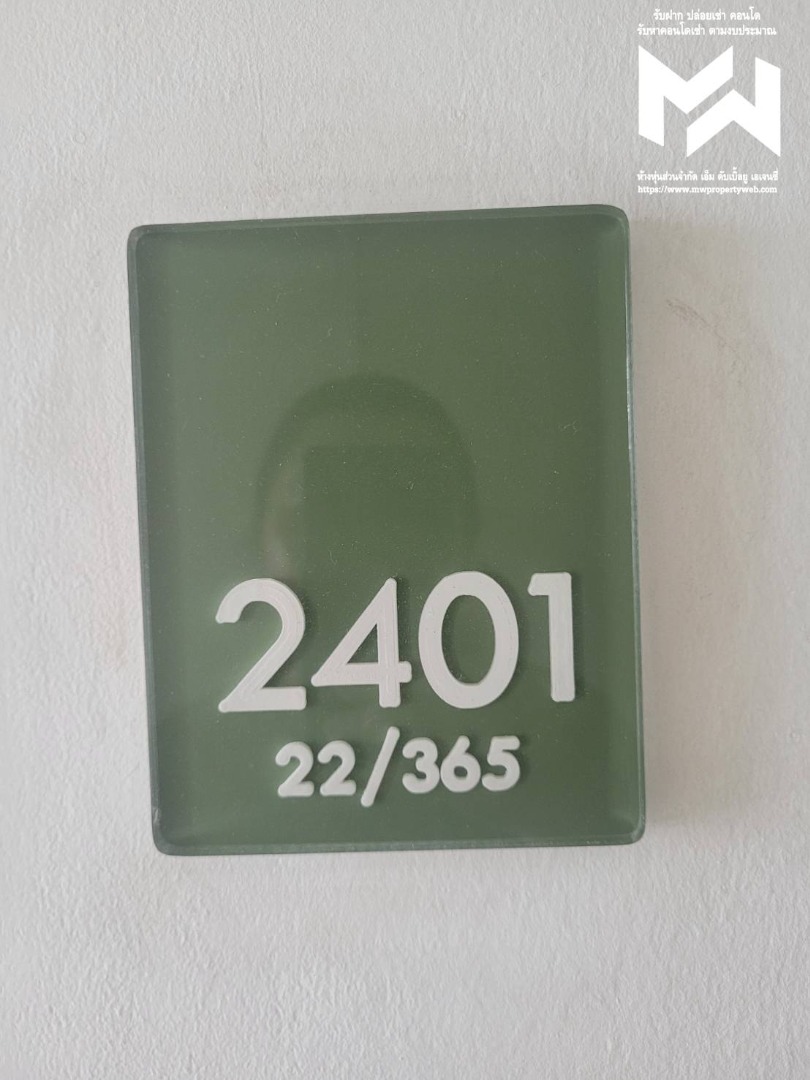 รับฝาก ปล่อยเช่า คอนโด
รับหาคอนโดเช่า ตามงบประมาณ
MW
ห้างหุ้นส่วนจำกัด เอ็ม ดับเบิ้ลยู เอเจนซี่
https://www.mwpropertyweb.com
2401
22/365